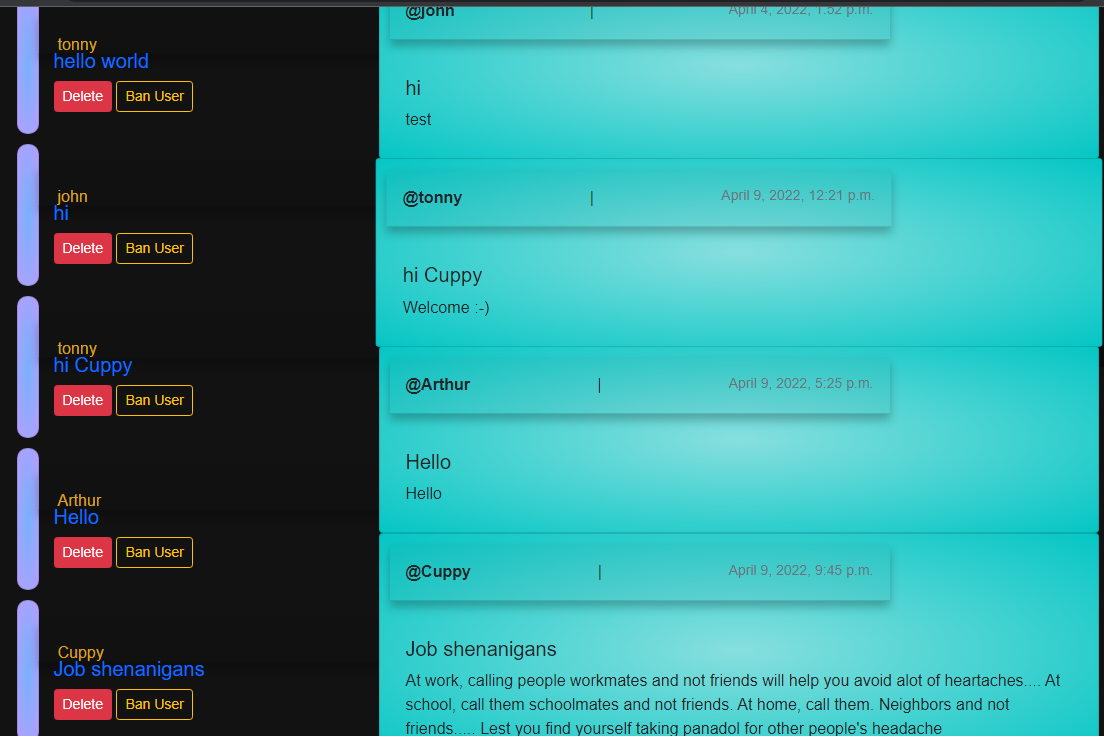 tonny
hello world
Delete Ban User
john
hi
Delete Ban User
tonny
hi Cuppy
Delete Ban User
Arthur
Hello
Delete Ban User
Cuppy
Job shenanigans
Delete Ban User
@john | April 4, 2022, 1:52 p.m.
hi
test
@tonny | April 9, 2022, 12:21 p.m.
hi Cuppy
Welcome :-)
@Arthur | April 9, 2022, 5:25 p.m.
Hello
Hello
@Cuppy | April 9, 2022, 9:45 p.m.
Job shenanigans
At work, calling people workmates and not friends will help you avoid alot of heartaches.... At
school, call them schoolmates and not friends. At home, call them. Neighbors and not
friends..... Lest you find yourself taking panadol for other people's headache